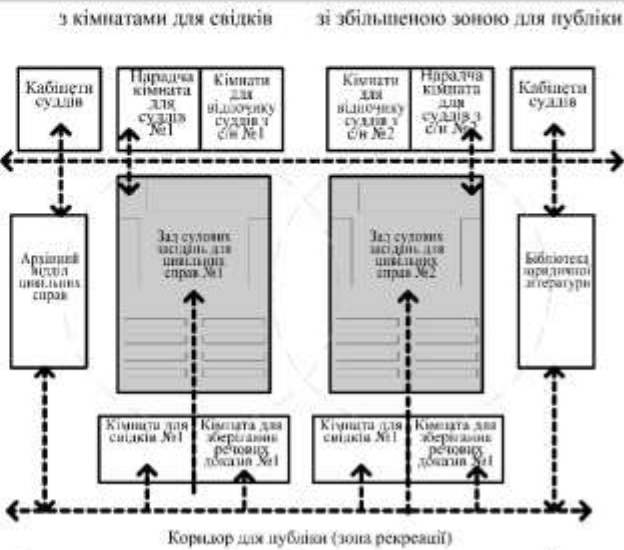 з кімнатами для свідків
зі збільшеною зоною для публіки
Кабінети
суддів
Нарадча
кімната
для
суддів
№1
Кімнати
для
відпочинку
суддів з
с/н №1
Кімнати
для
відпочинку
суддів з
с/н №2
Нарадча
кімната
для
суддів з
с/н №2
Кабінети
суддів
Архівний
відділ
цивільних
справ
Зал судових
засідань для
цивільних
справ №1
Зал судових
засідань для
цивільних
справ №2
Бібліотека
юридичної
літератури
Кімната для
свідків №1
Кімната для
зберігання
речових
доказів №1
Кімната для
свідків №1
Кімната для
зберігання
речових
доказів №1
Коридор для публіки (зона рекреації)